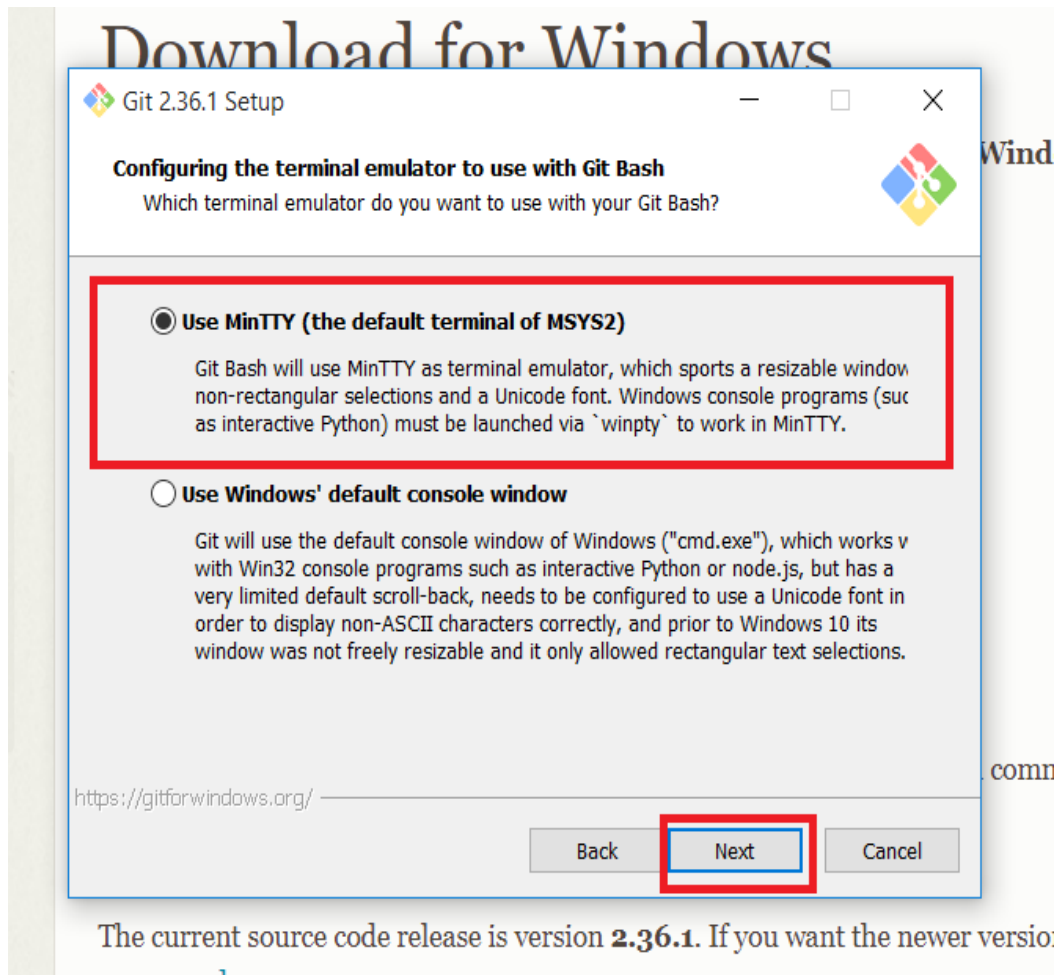 Download for Windows
Git 2.36.1 Setup
Configuring the terminal emulator to use with Git Bash
Which terminal emulator do you want to use with your Git Bash?
Wind
Use MinTTY (the default terminal of MSYS2)
Git Bash will use MinTTY as terminal emulator, which sports a resizable window
non-rectangular selections and a Unicode font. Windows console programs (suc
as interactive Python) must be launched via `winpty` to work in MinTTY.
Use Windows' default console window
Git will use the default console window of Windows ("cmd.exe"), which works w
with Win32 console programs such as interactive Python or node.js, but has a
very limited default scroll-back, needs to be configured to use a Unicode font in
order to display non-ASCII characters correctly, and prior to Windows 10 its
window was not freely resizable and it only allowed rectangular text selections.
comm
https://gitforwindows.org/
Back Next Cancel
The current source code release is version 2.36.1. If you want the newer version